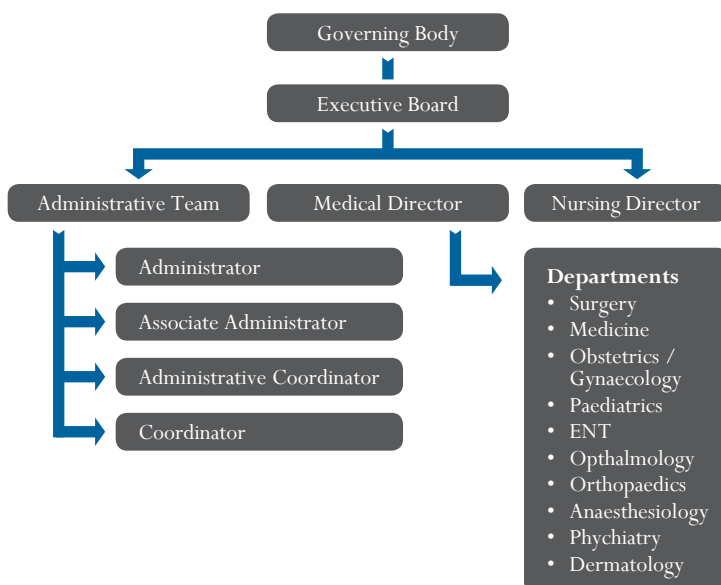 Governing Body
Executive Board
Administrative Team
Medical Director
Nursing Director
Administrator
Associate Administrator
Administrative Coordinator
Coordinator
Departments
• Surgery
• Medicine
• Obstetrics /
Gynaecology
• Paediatrics
• ENT
• Opthalmology
• Orthopaedics
• Anaesthesiology
• Phychiatry
• Dermatology